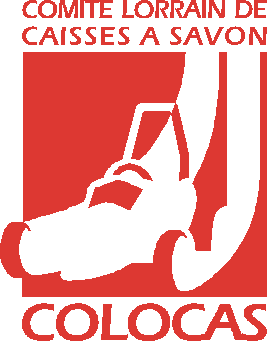 COMITE LORRAIN DE
CAISSES A SAVON
COLOCAS